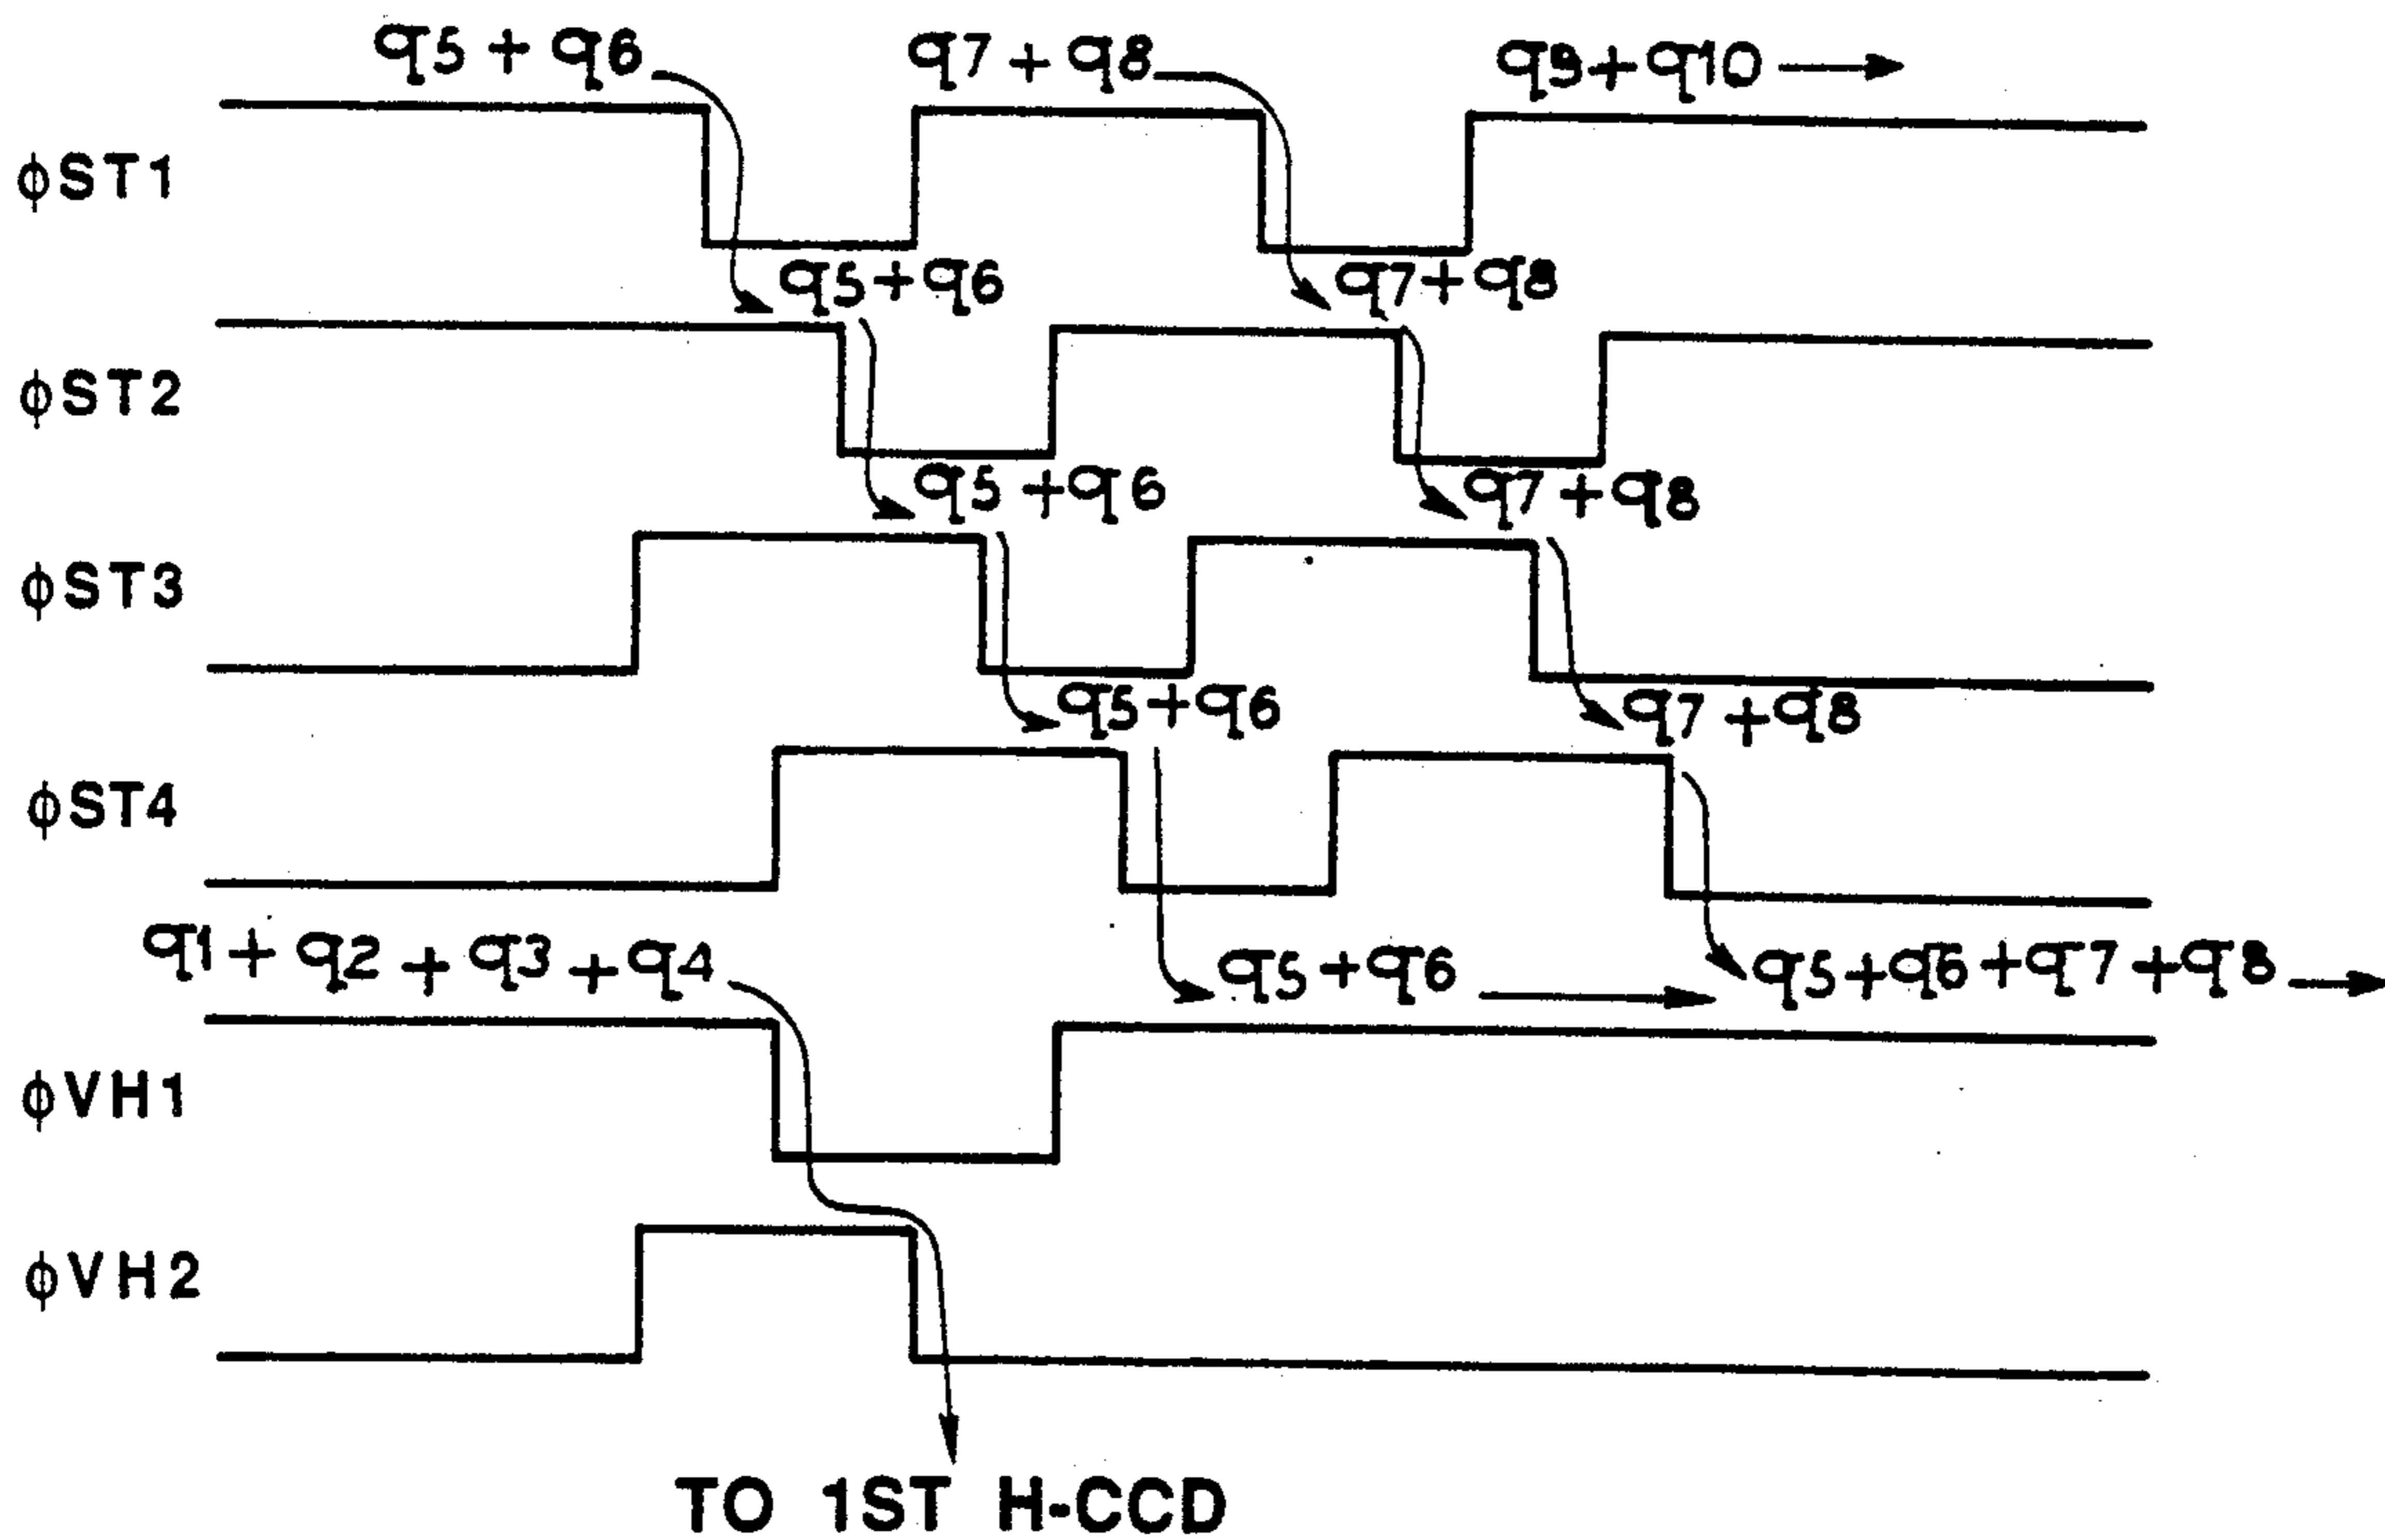 q5 + q6 q7 + q8 q9 + q10
ϕST1
q5 + q6 q7 + q8
ϕST2
q5 + q6 q7 + q8
ϕST3
q5 + q6 q7 + q8
ϕST4
q1 + q2 + q3 + q4 q5 + q6 q5 + q6 + q7 + q8
ϕVH1
ϕVH2
TO 1ST H-CCD